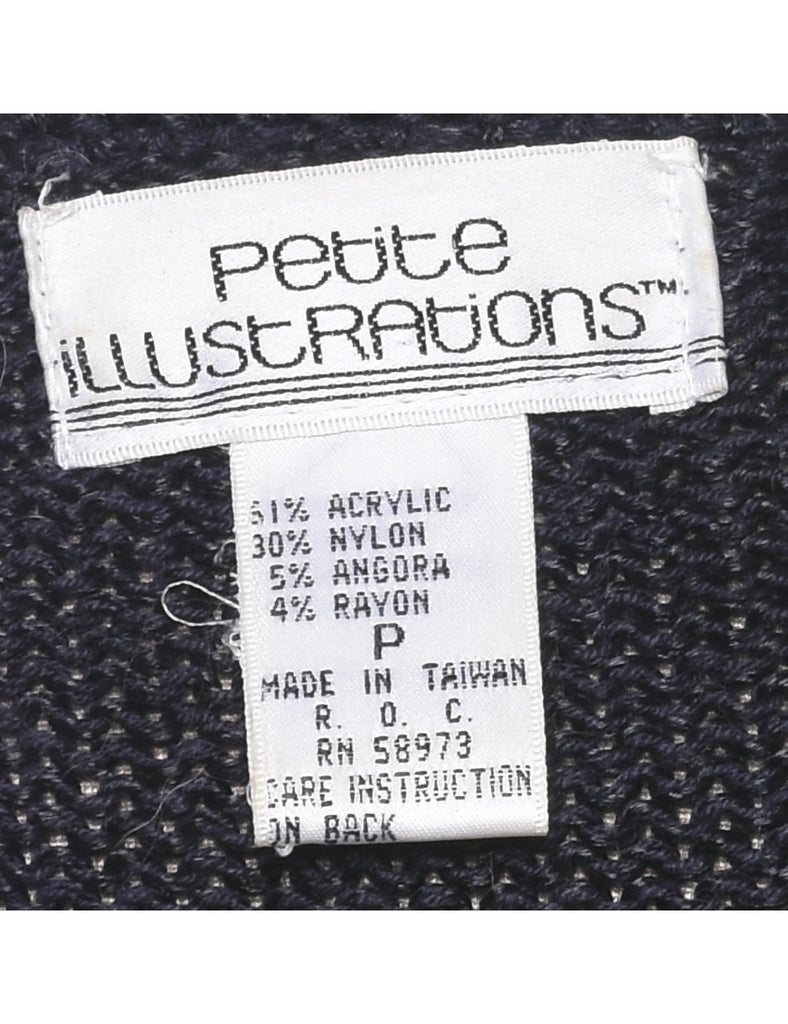 Petite
iLLUStRAtionS™
61% ACRYLIC
30% NYLON
5% ANGORA
4% RAYON
P
MADE IN TAIWAN
R. O. C.
RN 58973
CARE INSTRUCTION
ON BACK